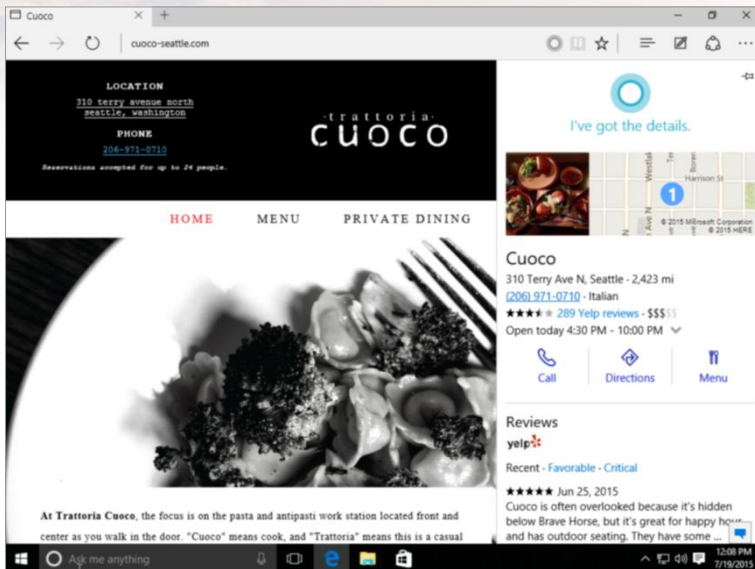 Cuoco
cuoco-seattle.com
LOCATION
310 terry avenue north
seattle, washington
PHONE
206-971-0710
Reservations accepted for up to 24 people.
·trattoria·
cuoco
HOME MENU PRIVATE DINING
At Trattoria Cuoco, the focus is on the pasta and antipasti work station located front and
center as you walk in the door. "Cuoco" means cook, and "Trattoria" means this is a casual
I've got the details.
Westlak
Ter
Boren
Harrison St
1
Ave N
© 2015 Microsoft Corporation
© 2015 HERE
Cuoco
310 Terry Ave N, Seattle · 2,423 mi
(206) 971-0710 · Italian
289 Yelp reviews · $$$$$
Open today 4:30 PM - 10:00 PM
Call Directions Menu
Reviews
yelp
Recent · Favorable · Critical
★★★★★ Jun 25, 2015
Cuoco is often overlooked because it's hidden
below Brave Horse, but it's great for happy hour
and has outdoor seating. They have some ...
Ask me anything
12:08 PM
7/19/2015